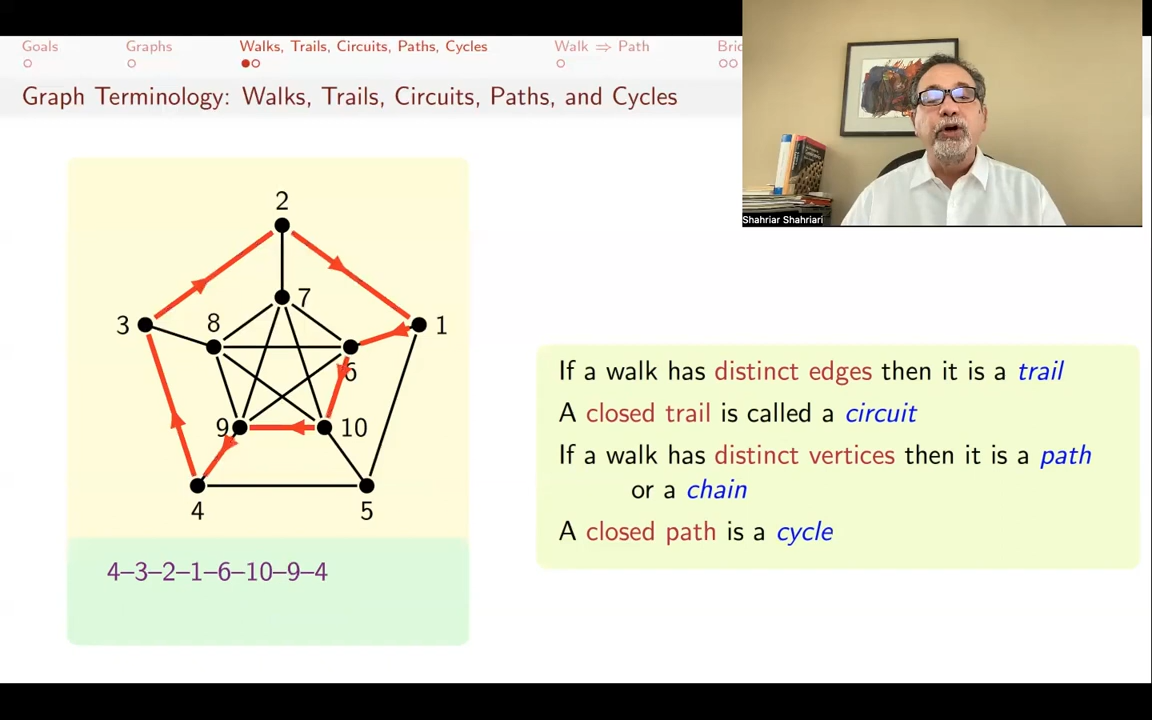 Goals Graphs Walks, Trails, Circuits, Paths, Cycles Walk ⇒ Path
Graph Terminology: Walks, Trails, Circuits, Paths, and Cycles
Shahriar Shahriari
2
7
3
8
1
6
9
10
4
5
4–3–2–1–6–10–9–4
If a walk has distinct edges then it is a trail
A closed trail is called a circuit
If a walk has distinct vertices then it is a path
or a chain
A closed path is a cycle